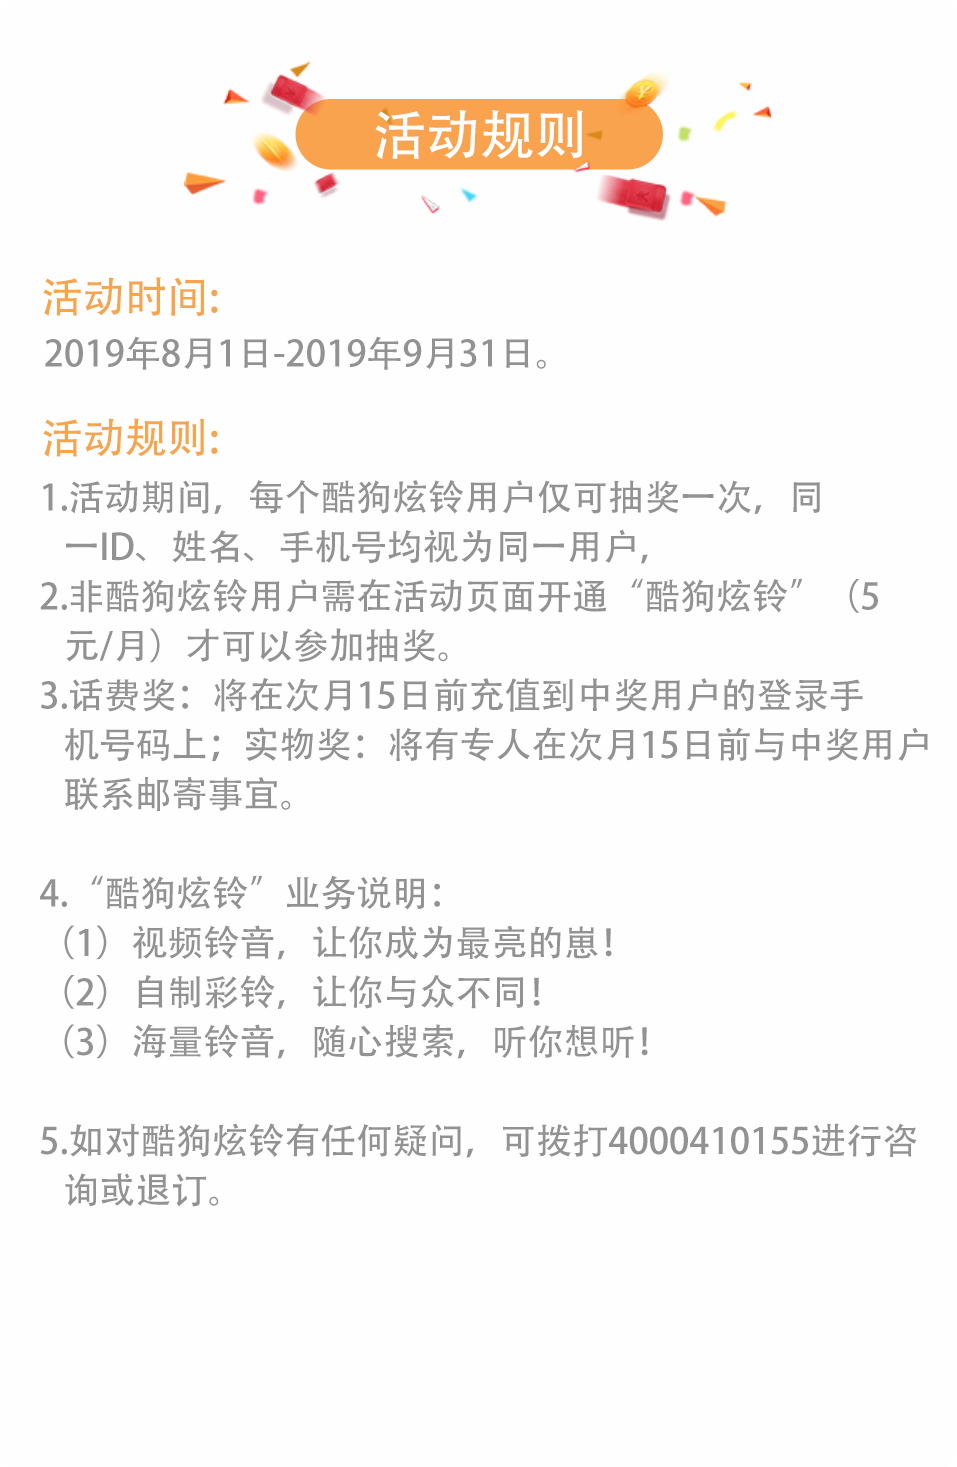 活动规则
活动时间:
2019年8月1日-2019年9月31日。
活动规则:
1.活动期间，每个酷狗炫铃用户仅可抽奖一次，同
一ID、姓名、手机号均视为同一用户，
2.非酷狗炫铃用户需在活动页面开通“酷狗炫铃”（5
元/月）才可以参加抽奖。
3.话费奖：将在次月15日前充值到中奖用户的登录手
机号码上；实物奖：将有专人在次月15日前与中奖用户
联系邮寄事宜。
4.“酷狗炫铃”业务说明：
（1）视频铃音，让你成为最亮的崽！
（2）自制彩铃，让你与众不同！
（3）海量铃音，随心搜索，听你想听！
5.如对酷狗炫铃有任何疑问，可拨打4000410155进行咨
询或退订。